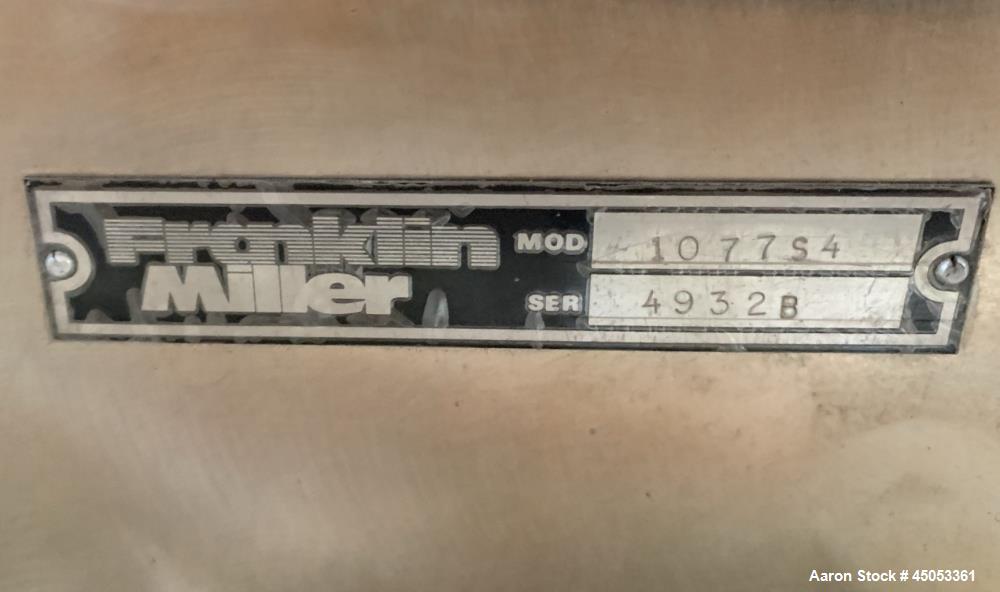 Franklin
Miller
MOD 1077S4
SER 4932B
Aaron Stock # 45053361